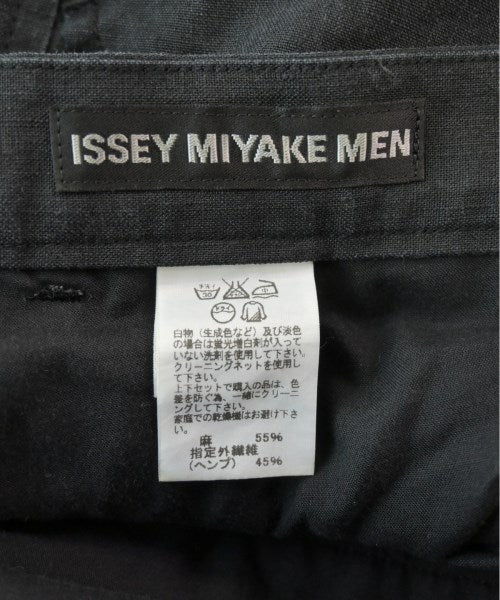 ISSEY MIYAKE MEN
ドライ
白物(生成色など)及び淡色
の場合は蛍光増白剤が入って
いない洗剤を使用して下さい。
クリーニングネットを使用し
て下さい。
上下セットで購入の品は、色
差を防ぐ為、一緒にクリーニ
ングして下さい。
家庭での乾燥機はお避け下さ
い。
麻 55%
指定外繊維
(ヘンプ) 45%